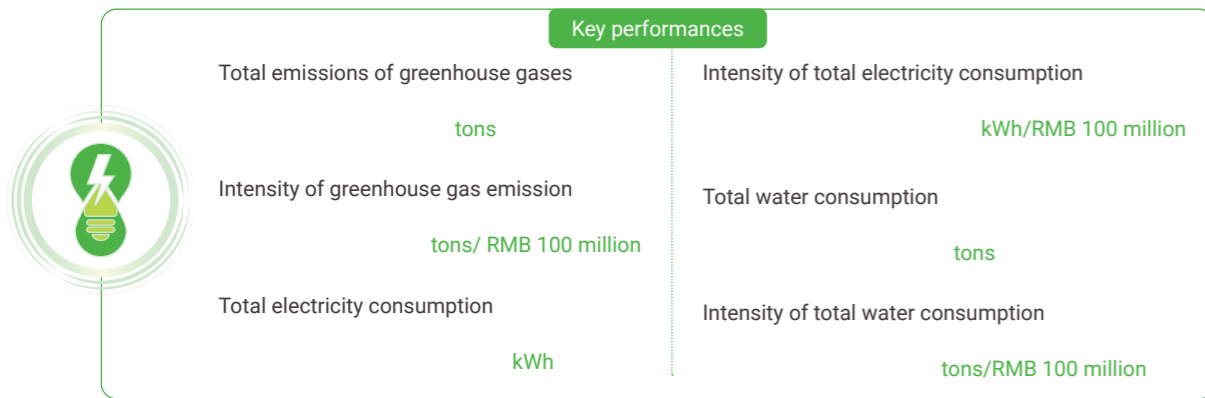 Key performances
Total emissions of greenhouse gases
tons
Intensity of greenhouse gas emission
tons/ RMB 100 million
Total electricity consumption
kWh
Intensity of total electricity consumption
kWh/RMB 100 million
Total water consumption
tons
Intensity of total water consumption
tons/RMB 100 million